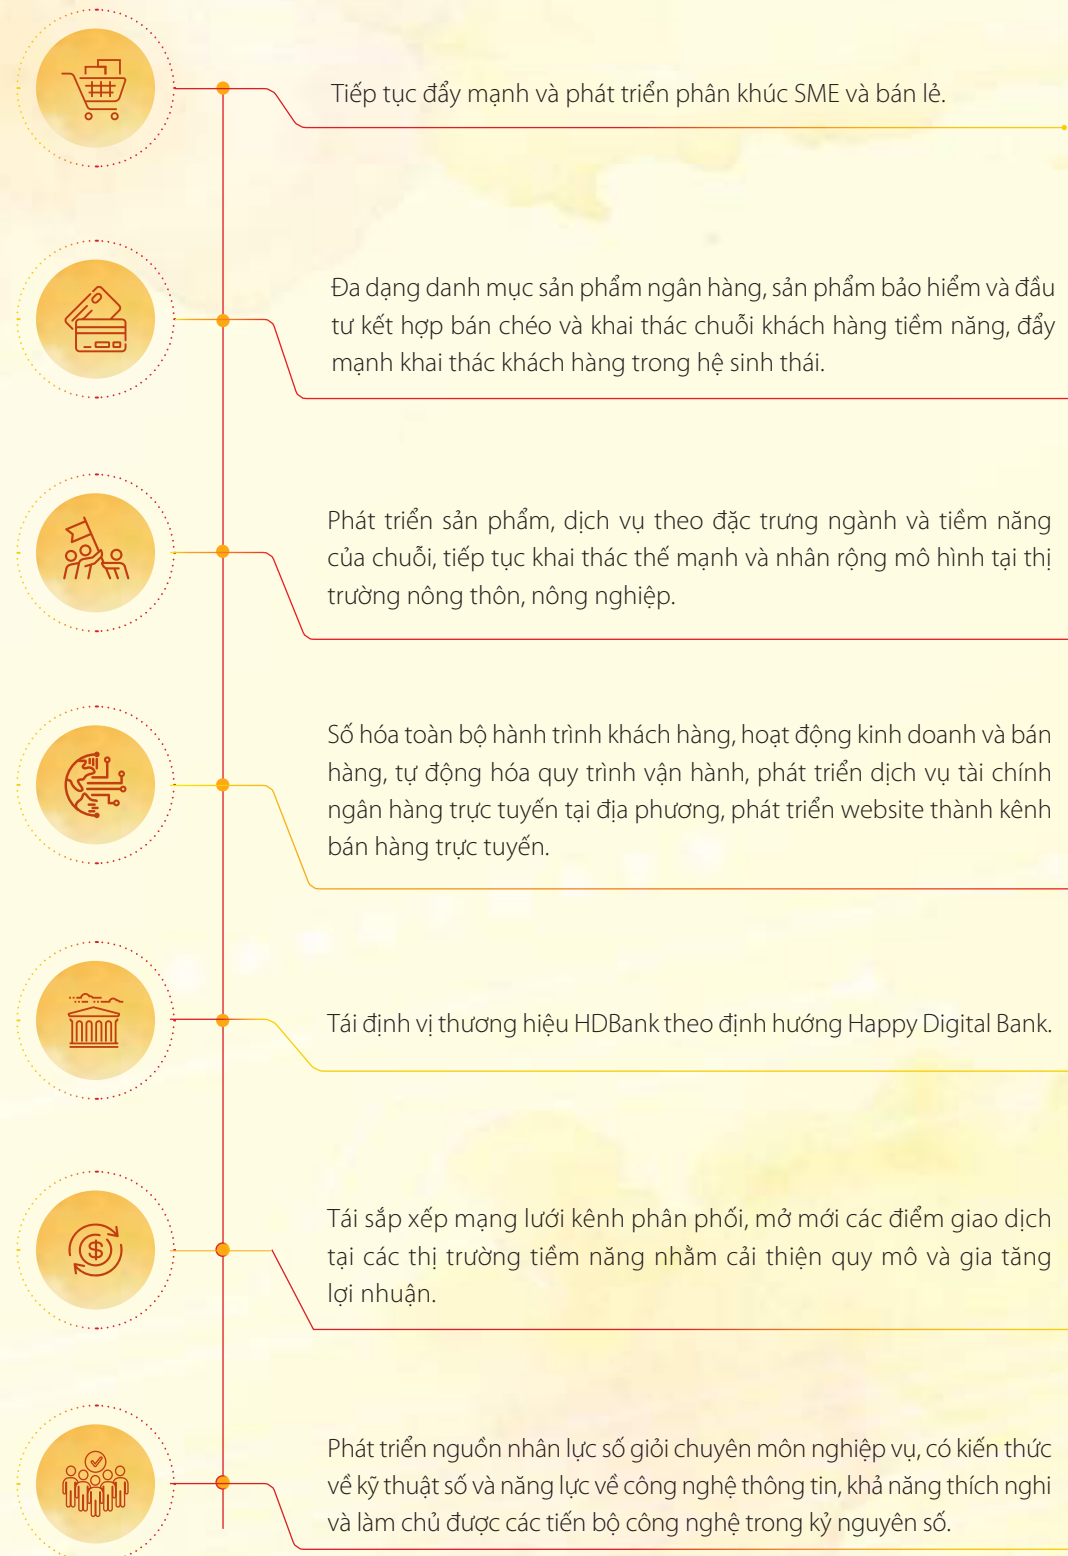 Tiếp tục đẩy mạnh và phát triển phân khúc SME và bán lẻ.
Đa dạng danh mục sản phẩm ngân hàng, sản phẩm bảo hiểm và đầu
tư kết hợp bán chéo và khai thác chuỗi khách hàng tiềm năng, đẩy
mạnh khai thác khách hàng trong hệ sinh thái.
Phát triển sản phẩm, dịch vụ theo đặc trưng ngành và tiềm năng
của chuỗi, tiếp tục khai thác thế mạnh và nhân rộng mô hình tại thị
trường nông thôn, nông nghiệp.
Số hóa toàn bộ hành trình khách hàng, hoạt động kinh doanh và bán
hàng, tự động hóa quy trình vận hành, phát triển dịch vụ tài chính
ngân hàng trực tuyến tại địa phương, phát triển website thành kênh
bán hàng trực tuyến.
Tái định vị thương hiệu HDBank theo định hướng Happy Digital Bank.
Tái sắp xếp mạng lưới kênh phân phối, mở mới các điểm giao dịch
tại các thị trường tiềm năng nhằm cải thiện quy mô và gia tăng
lợi nhuận.
Phát triển nguồn nhân lực số giỏi chuyên môn nghiệp vụ, có kiến thức
về kỹ thuật số và năng lực về công nghệ thông tin, khả năng thích nghi
và làm chủ được các tiến bộ công nghệ trong kỷ nguyên số.